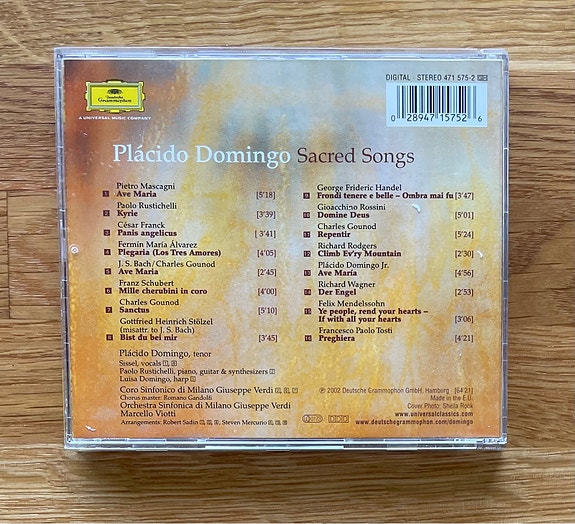 Deutsche
Grammophon
A UNIVERSAL MUSIC COMPANY
DIGITAL · STEREO 471 575-2
0 28947 15752 6
Plácido Domingo Sacred Songs
Pietro Mascagni
1 Ave Maria [5'18]
Paolo Rustichelli
2 Kyrie [3'39]
César Franck
3 Panis angelicus [3'41]
Fermín María Álvarez
4 Plegaria (Los Tres Amores) [4'05]
J. S. Bach/Charles Gounod
5 Ave Maria [2'45]
Franz Schubert
6 Mille cherubini in coro [4'00]
Charles Gounod
7 Sanctus [5'10]
Gottfried Heinrich Stölzel
(misattr. to J. S. Bach)
8 Bist du bei mir [3'45]
George Frideric Handel
9 Frondi tenere e belle – Ombra mai fu [3'47]
Gioacchino Rossini
10 Domine Deus [5'01]
Charles Gounod
11 Repentir [5'24]
Richard Rodgers
12 Climb Ev'ry Mountain [2'30]
Plácido Domingo Jr.
13 Ave María [4'56]
Richard Wagner
14 Der Engel [2'53]
Felix Mendelssohn
15 Ye people, rend your hearts –
If with all your hearts [3'06]
Francesco Paolo Tosti
16 Preghiera [4'21]
Plácido Domingo, tenor
Sissel, vocals
Paolo Rustichelli, piano, guitar & synthesizers
Luisa Domingo, harp
Coro Sinfonico di Milano Giuseppe Verdi
Chorus master: Romano Gandolfi
Orchestra Sinfonica di Milano Giuseppe Verdi
Marcello Viotti
Arrangements: Robert Sadin, Steven Mercurio
℗ 2002 Deutsche Grammophon GmbH, Hamburg [64'21]
Made in the E.U.
Cover Photo: Sheila Rock
www.universalclassics.com
www.deutschegrammophon.com/domingo